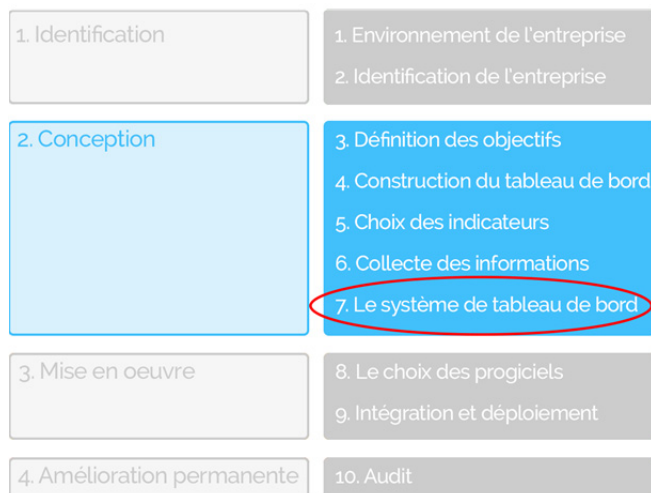 1. Identification
1. Environnement de l'entreprise
2. Identification de l'entreprise
2. Conception
3. Définition des objectifs
4. Construction du tableau de bord
5. Choix des indicateurs
6. Collecte des informations
7. Le système de tableau de bord
3. Mise en oeuvre
8. Le choix des progiciels
9. Intégration et déploiement
4. Amélioration permanente
10. Audit